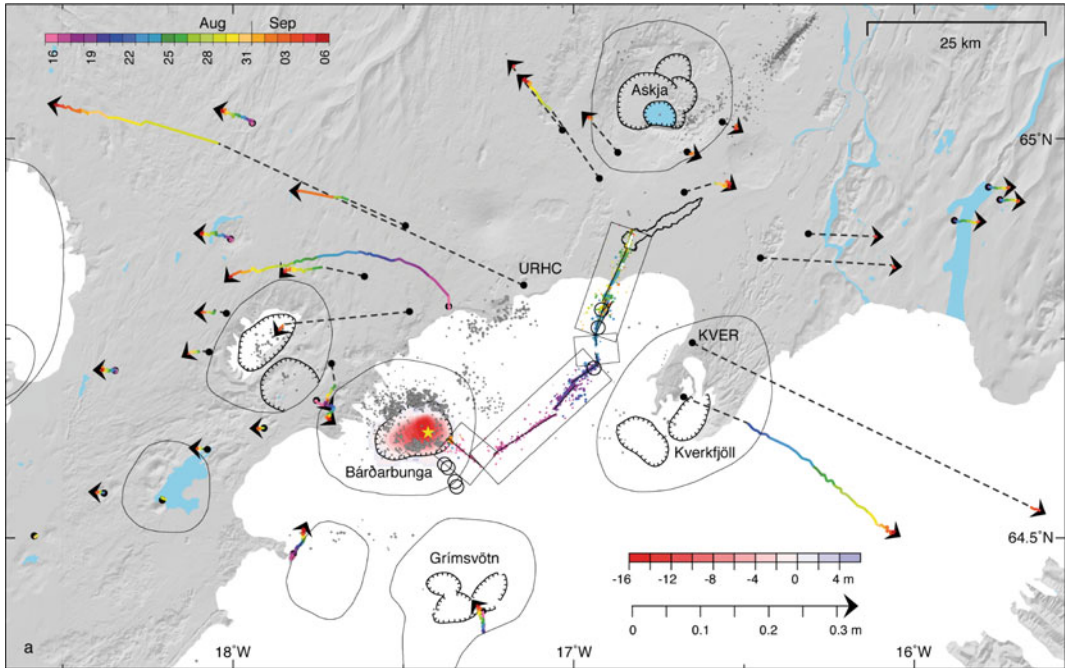 Aug Sep
16 19 22 25 28 31 03 06
25 km
Askja
65°N
URHC
KVER
Bárðarbunga
Kverkfjöll
64.5°N
Grímsvötn
-16 -12 -8 -4 0 4 m
0 0.1 0.2 0.3 m
a
18°W 17°W 16°W